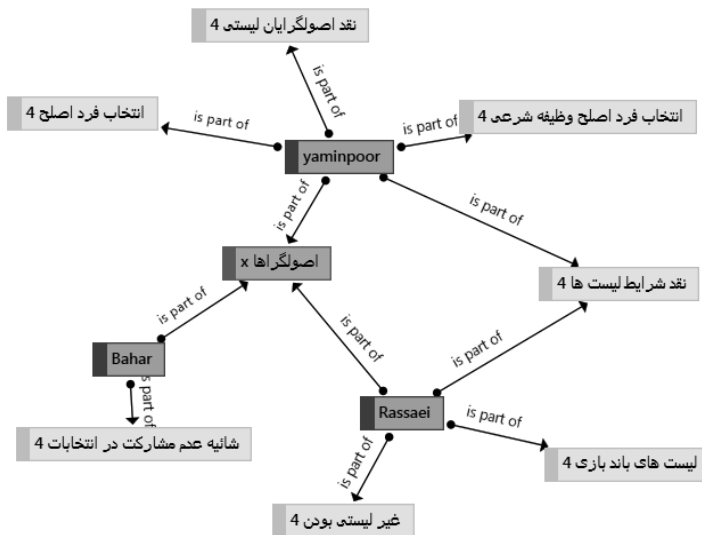 نقد اصولگرایان لیستی 4
is part of
انتخاب فرد اصلح 4
is part of
انتخاب فرد اصلح وظیفه شرعی 4
is part of
yaminpoor
is part of
is part of
اصولگراها x
نقد شرایط لیست ها 4
is part of
is part of
is part of
Bahar
is part of
Rassaei
is part of
شائیه عدم مشارکت در انتخابات 4
is part of
لیست های باند بازی 4
غیر لیستی بودن 4